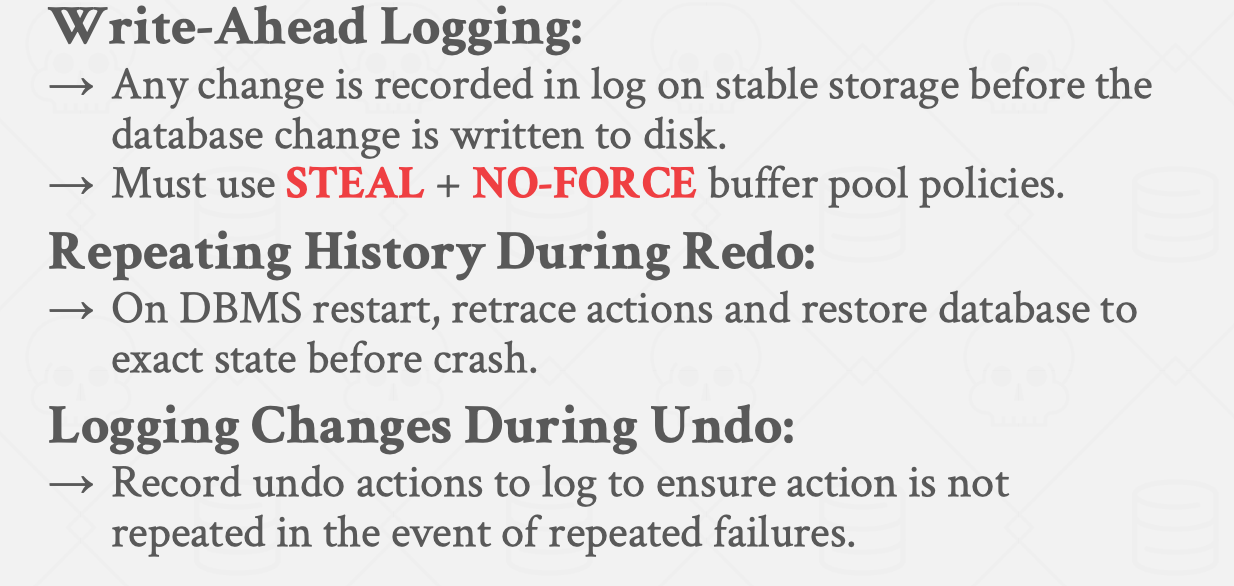 Write-Ahead Logging:
→ Any change is recorded in log on stable storage before the
database change is written to disk.
→ Must use STEAL + NO-FORCE buffer pool policies.
Repeating History During Redo:
→ On DBMS restart, retrace actions and restore database to
exact state before crash.
Logging Changes During Undo:
→ Record undo actions to log to ensure action is not
repeated in the event of repeated failures.